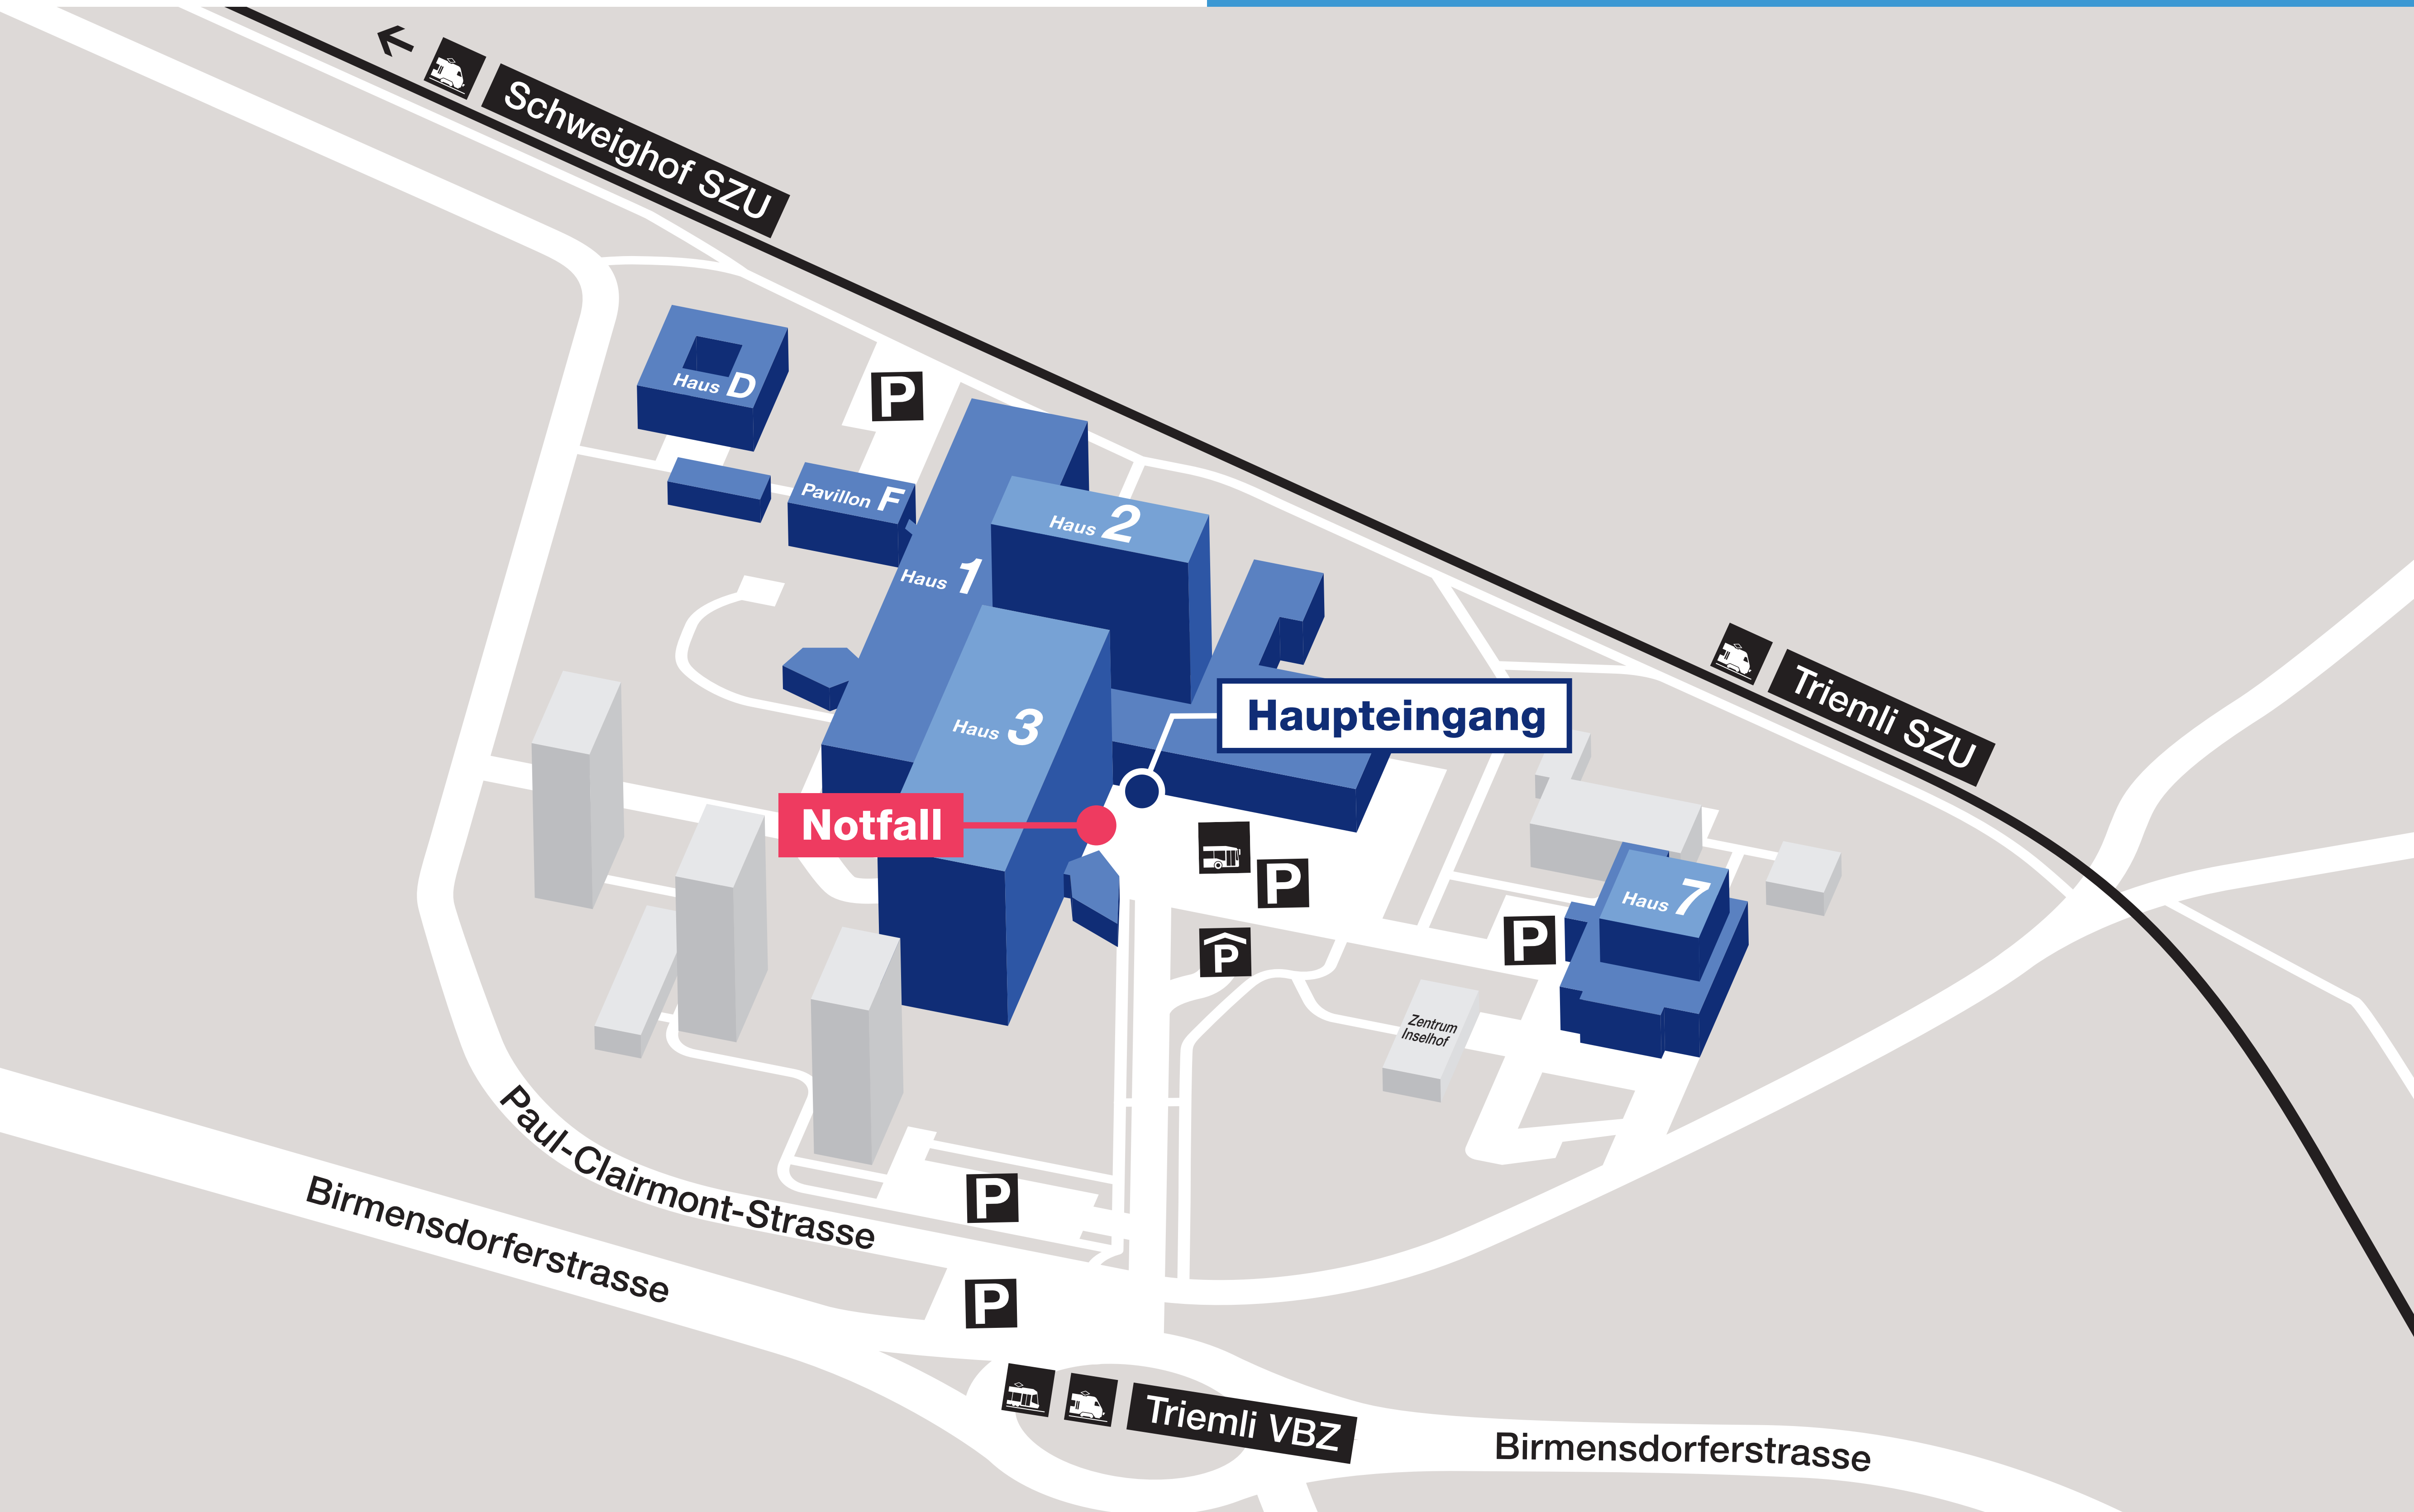 Schweighof SZU
Haus D
P
Pavillon F
Haus 2
Haus 1
Triemli SZU
Haus 3
Haupteingang
Notfall
P
Haus 7
P
P
Zentrum
Inselhof
Paul-Clairmont-Strasse
P
Birmensdorferstrasse
P
Triemli VBZ
Birmensdorferstrasse